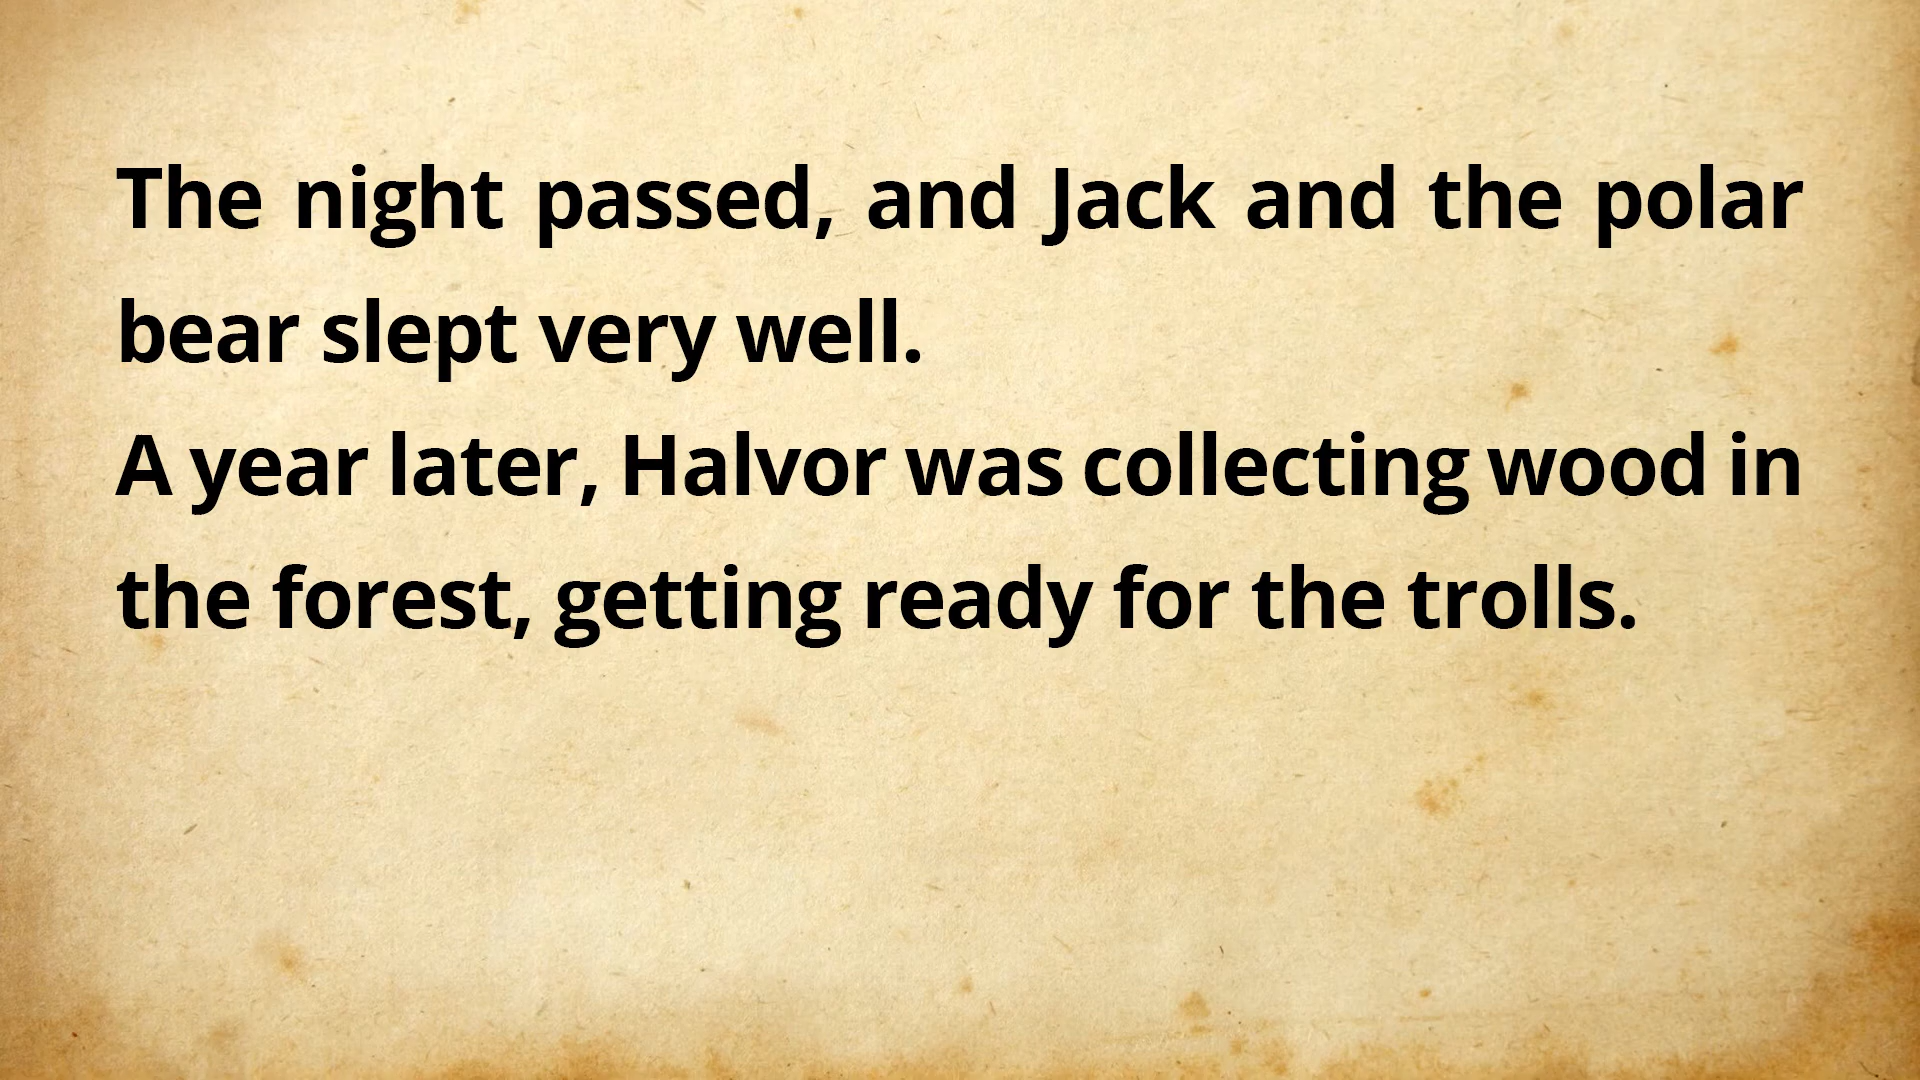 The night passed, and Jack and the polar
bear slept very well.
A year later, Halvor was collecting wood in
the forest, getting ready for the trolls.